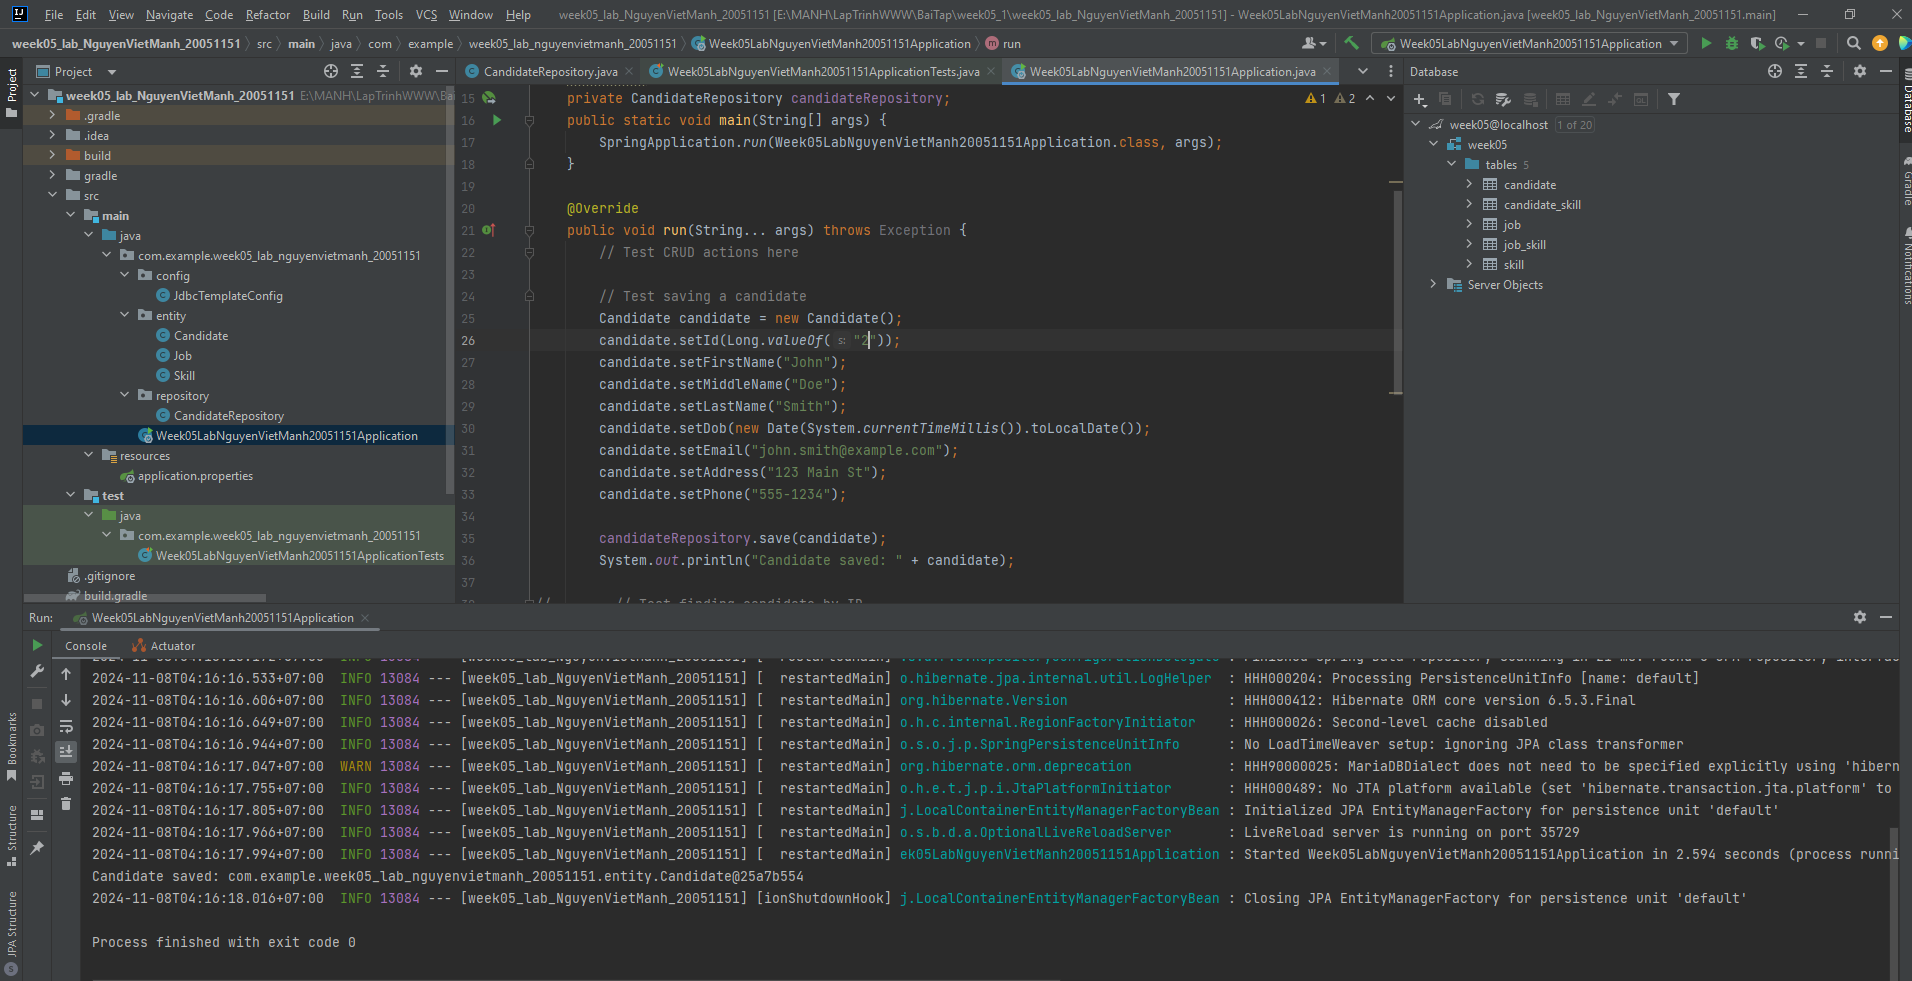 File Edit View Navigate Code Refactor Build Run Tools VCS Window Help week05_lab_NguyenVietManh_20051151 [E:\MANH\LapTrinhWWW\BaiTap\week05_1\week05_lab_NguyenVietManh_20051151] - Week05LabNguyenVietManh20051151Application.java [week05_lab_NguyenVietManh_20051151.main]
week05_lab_NguyenVietManh_20051151 src main java com example week05_lab_nguyenvietmanh_20051151 Week05LabNguyenVietManh20051151Application run
Week05LabNguyenVietManh20051151Application
Project
Project
week05_lab_NguyenVietManh_20051151 E:\MANH\LapTrinhWWW\Ba
.gradle
.idea
build
gradle
src
main
java
com.example.week05_lab_nguyenvietmanh_20051151
config
JdbcTemplateConfig
entity
Candidate
Job
Skill
repository
CandidateRepository
Week05LabNguyenVietManh20051151Application
resources
application.properties
test
java
com.example.week05_lab_nguyenvietmanh_20051151
Week05LabNguyenVietManh20051151ApplicationTests
.gitignore
build.gradle
CandidateRepository.java Week05LabNguyenVietManh20051151ApplicationTests.java Week05LabNguyenVietManh20051151Application.java
1 2
15 private CandidateRepository candidateRepository;
16 public static void main(String[] args) {
17 SpringApplication.run(Week05LabNguyenVietManh20051151Application.class, args);
18 }
19
20 @Override
21 public void run(String... args) throws Exception {
22 // Test CRUD actions here
23
24 // Test saving a candidate
25 Candidate candidate = new Candidate();
26 candidate.setId(Long.valueOf( s: "2"));
27 candidate.setFirstName("John");
28 candidate.setMiddleName("Doe");
29 candidate.setLastName("Smith");
30 candidate.setDob(new Date(System.currentTimeMillis()).toLocalDate());
31 candidate.setEmail("john.smith@example.com");
32 candidate.setAddress("123 Main St");
33 candidate.setPhone("555-1234");
34
35 candidateRepository.save(candidate);
36 System.out.println("Candidate saved: " + candidate);
37
38 // // Test finding candidate by ID
Database
week05@localhost 1 of 20
week05
tables 5
candidate
candidate_skill
job
job_skill
skill
Server Objects
Database
Gradle
Notifications
Run: Week05LabNguyenVietManh20051151Application
Console Actuator
INFO 13084 --- [week05_lab_NguyenVietManh_20051151] [ restartedMain]
2024-11-08T04:16:16.533+07:00 INFO 13084 --- [week05_lab_NguyenVietManh_20051151] [ restartedMain] o.hibernate.jpa.internal.util.LogHelper : HHH000204: Processing PersistenceUnitInfo [name: default]
2024-11-08T04:16:16.601+07:00 INFO 13084 --- [week05_lab_NguyenVietManh_20051151] [ restartedMain] org.hibernate.Version : HHH000412: Hibernate ORM core version 6.5.3.Final
2024-11-08T04:16:16.649+07:00 INFO 13084 --- [week05_lab_NguyenVietManh_20051151] [ restartedMain] o.h.c.internal.RegionFactoryInitiator : HHH000026: Second-level cache disabled
2024-11-08T04:16:16.944+07:00 INFO 13084 --- [week05_lab_NguyenVietManh_20051151] [ restartedMain] o.s.o.j.p.SpringPersistenceUnitInfo : No LoadTimeWeaver setup: ignoring JPA class transformer
2024-11-08T04:16:17.047+07:00 WARN 13084 --- [week05_lab_NguyenVietManh_20051151] [ restartedMain] org.hibernate.orm.deprecation : HHH90000025: MariaDBDialect does not need to be specified explicitly using 'hibern
2024-11-08T04:16:17.755+07:00 INFO 13084 --- [week05_lab_NguyenVietManh_20051151] [ restartedMain] o.h.e.t.j.p.i.JtaPlatformInitiator : HHH000489: No JTA platform available (set 'hibernate.transaction.jta.platform' to
2024-11-08T04:16:17.805+07:00 INFO 13084 --- [week05_lab_NguyenVietManh_20051151] [ restartedMain] j.LocalContainerEntityManagerFactoryBean : Initialized JPA EntityManagerFactory for persistence unit 'default'
2024-11-08T04:16:17.966+07:00 INFO 13084 --- [week05_lab_NguyenVietManh_20051151] [ restartedMain] o.s.b.d.a.OptionalLiveReloadServer : LiveReload server is running on port 35729
2024-11-08T04:16:17.994+07:00 INFO 13084 --- [week05_lab_NguyenVietManh_20051151] [ restartedMain] ek05LabNguyenVietManh20051151Application : Started Week05LabNguyenVietManh20051151Application in 2.594 seconds (process runni
Candidate saved: com.example.week05_lab_nguyenvietmanh_20051151.entity.Candidate@25a7b554
2024-11-08T04:16:18.016+07:00 INFO 13084 --- [week05_lab_NguyenVietManh_20051151] [ionShutdownHook] j.LocalContainerEntityManagerFactoryBean : Closing JPA EntityManagerFactory for persistence unit 'default'
Process finished with exit code 0
Bookmarks
Structure
JPA Structure